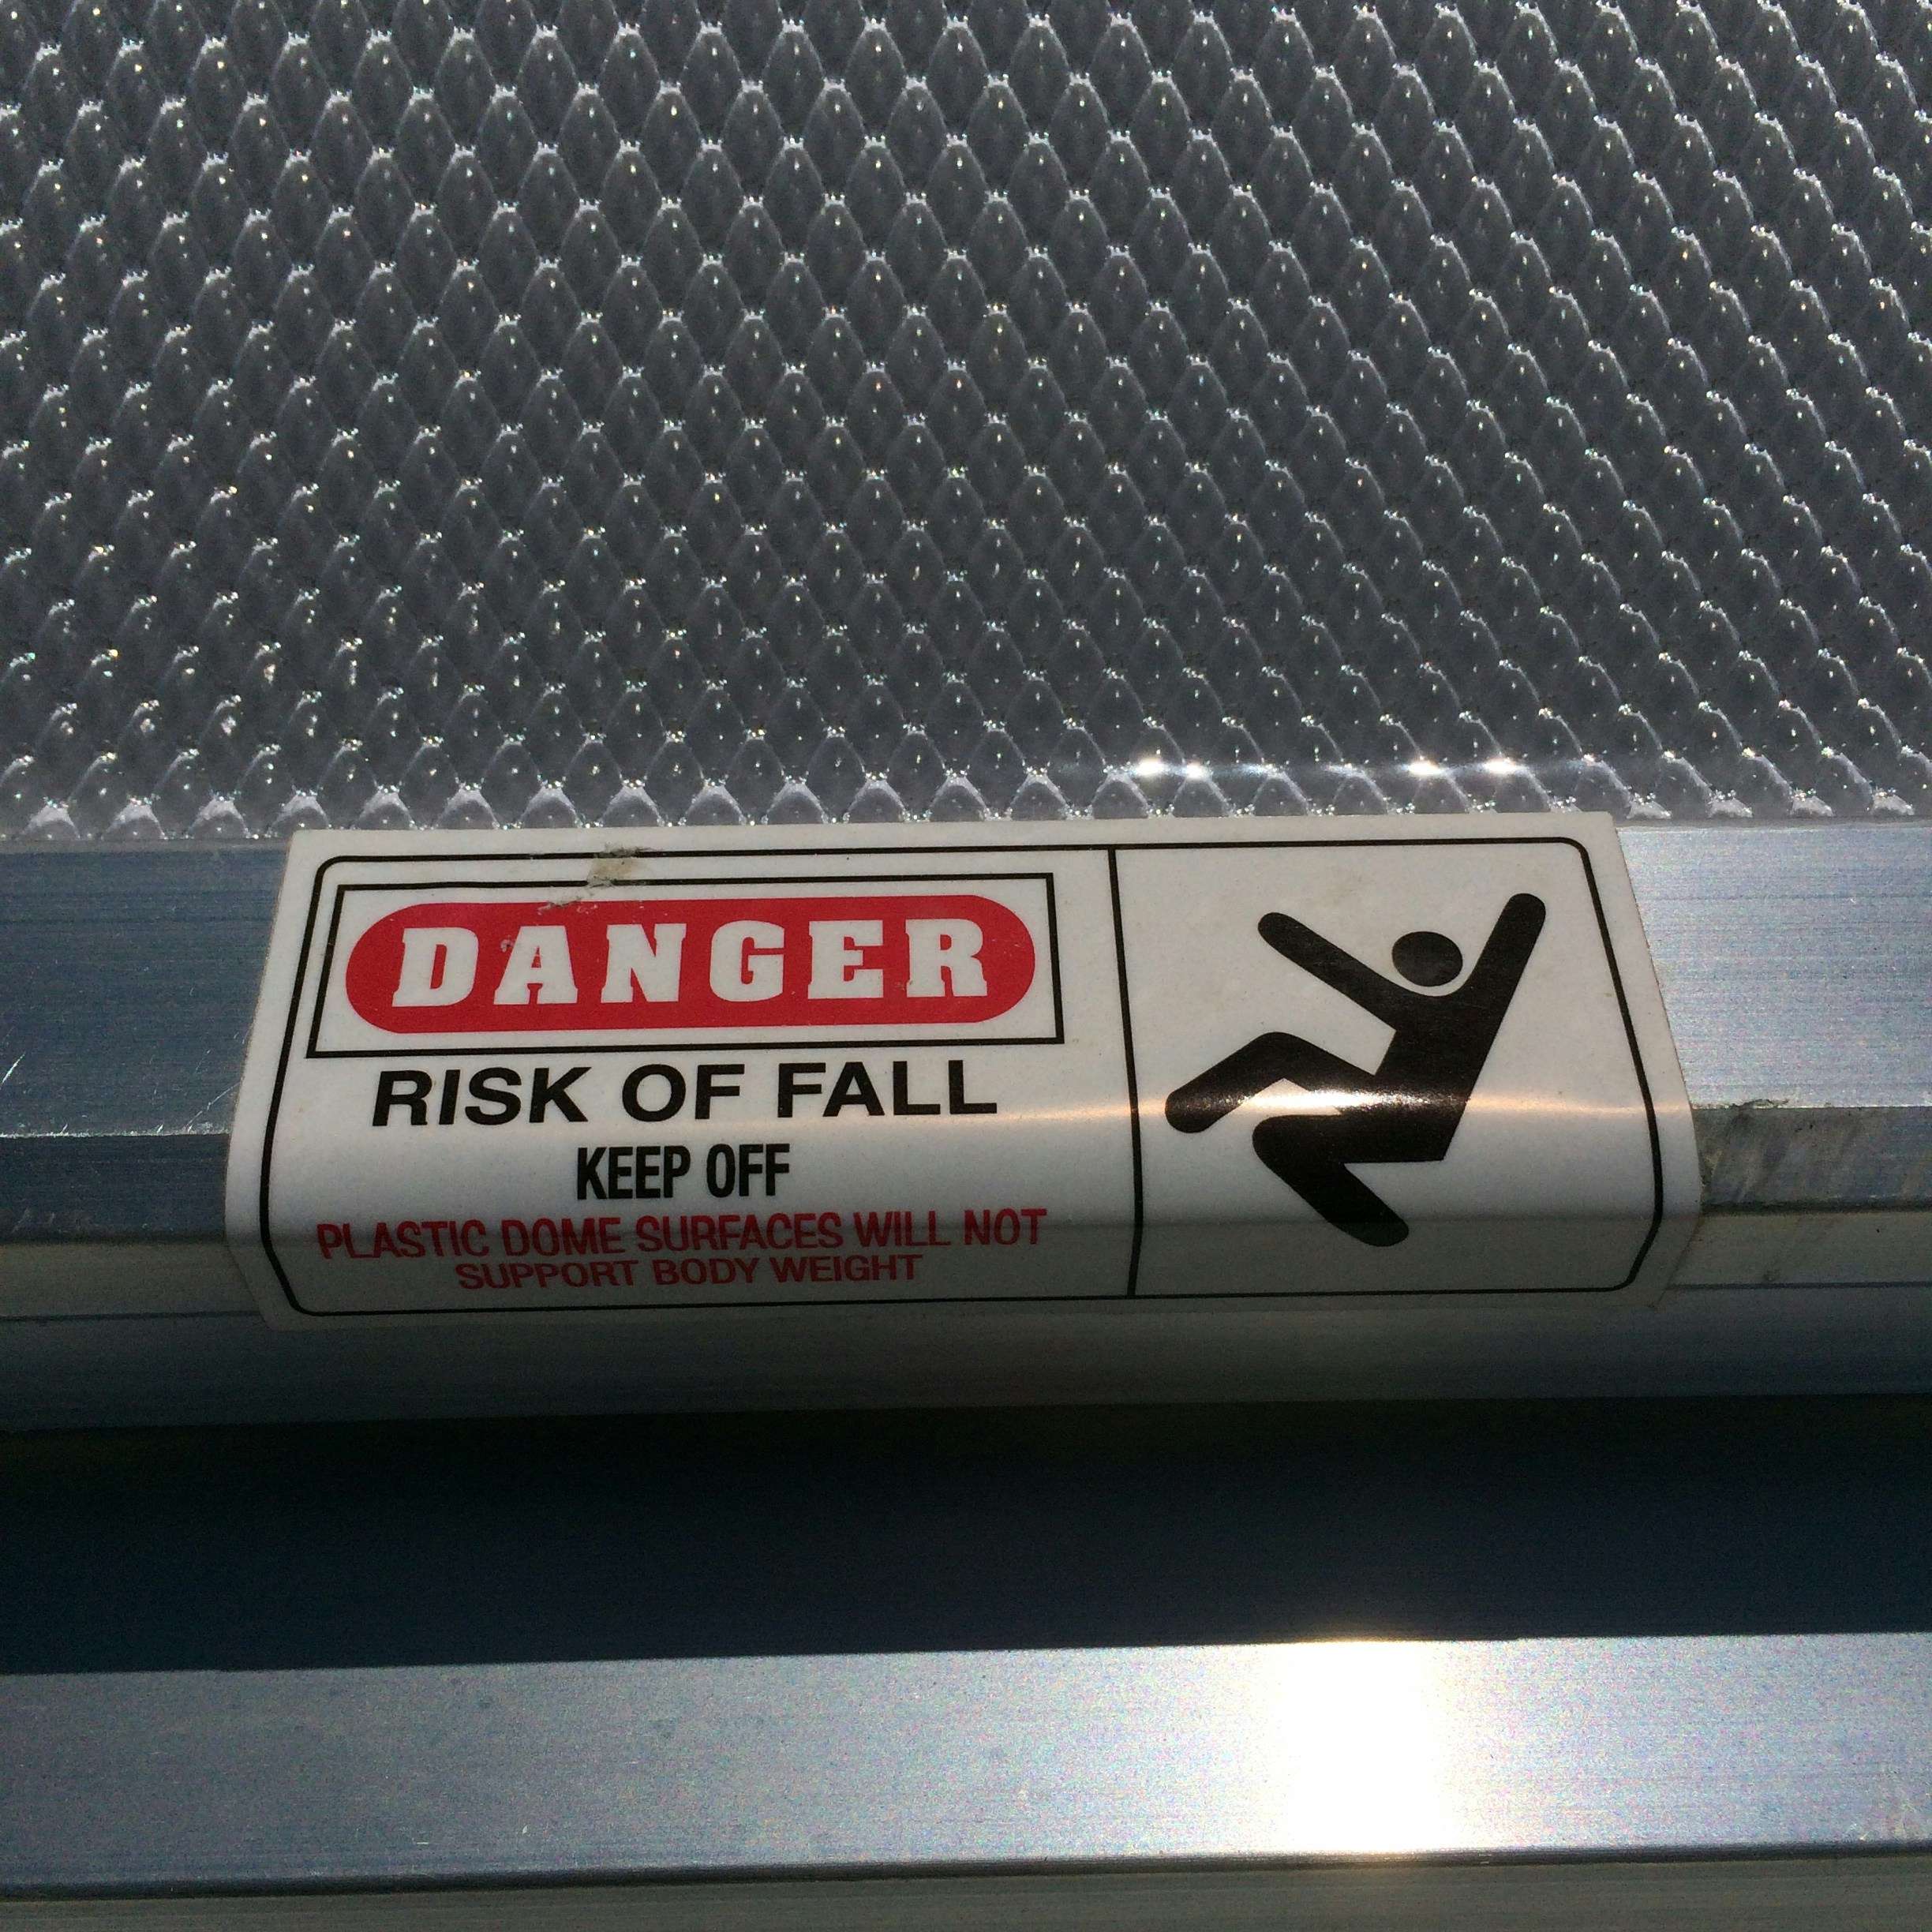 DANGER
RISK OF FALL
KEEP OFF
PLASTIC DOME SURFACES WILL NOT
SUPPORT BODY WEIGHT